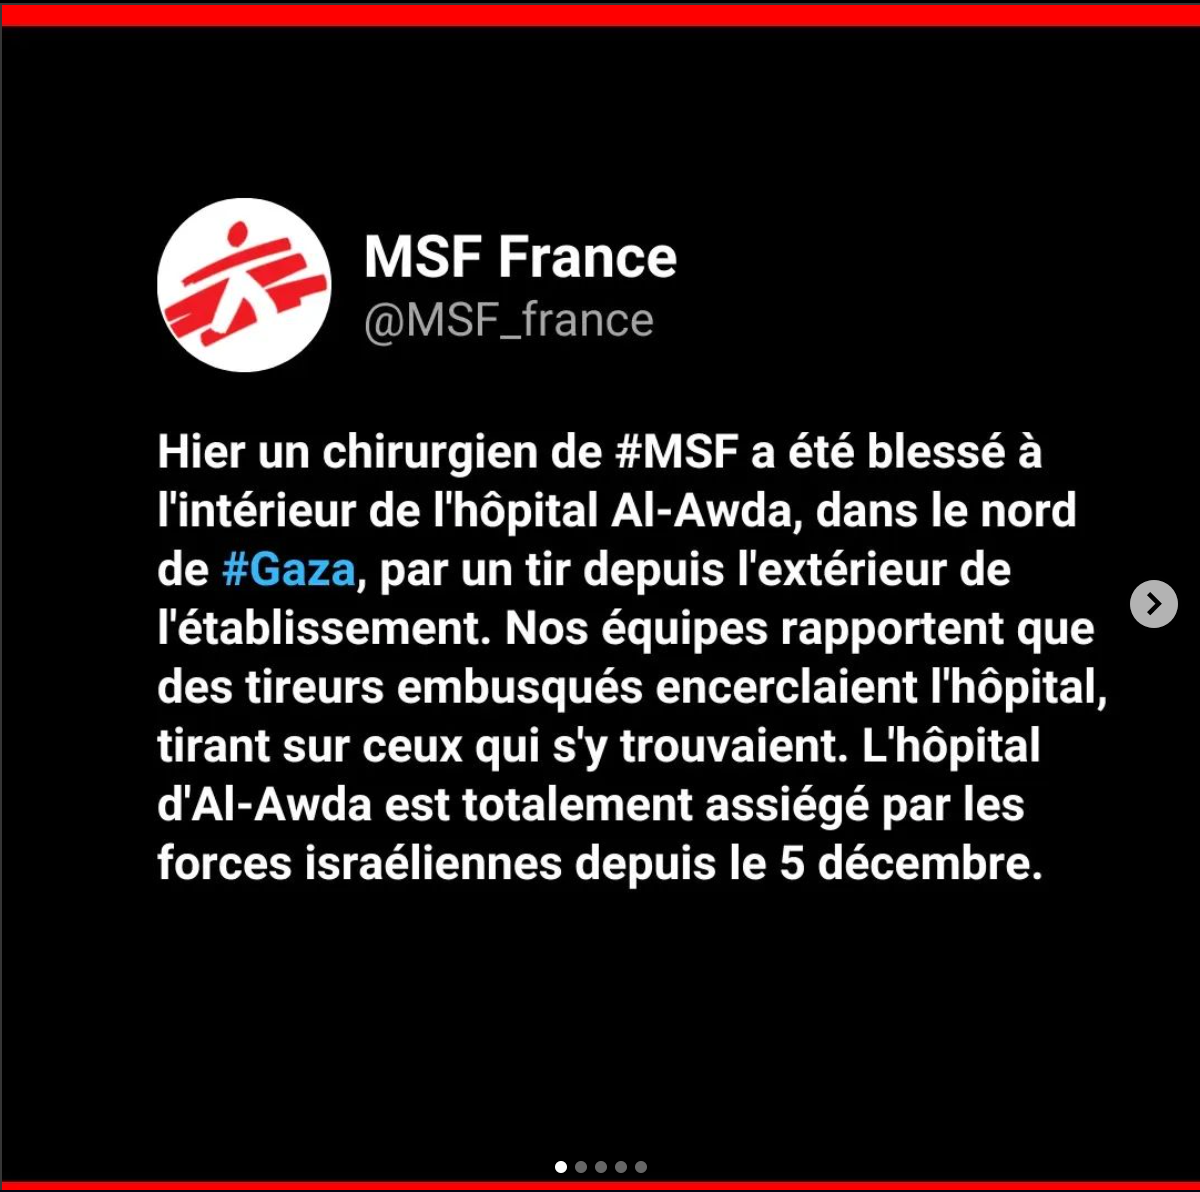 MSF France
@MSF_france
Hier un chirurgien de #MSF a été blessé à
l'intérieur de l'hôpital Al-Awda, dans le nord
de #Gaza, par un tir depuis l'extérieur de
l'établissement. Nos équipes rapportent que
des tireurs embusqués encerclaient l'hôpital,
tirant sur ceux qui s'y trouvaient. L'hôpital
d'Al-Awda est totalement assiégé par les
forces israéliennes depuis le 5 décembre.